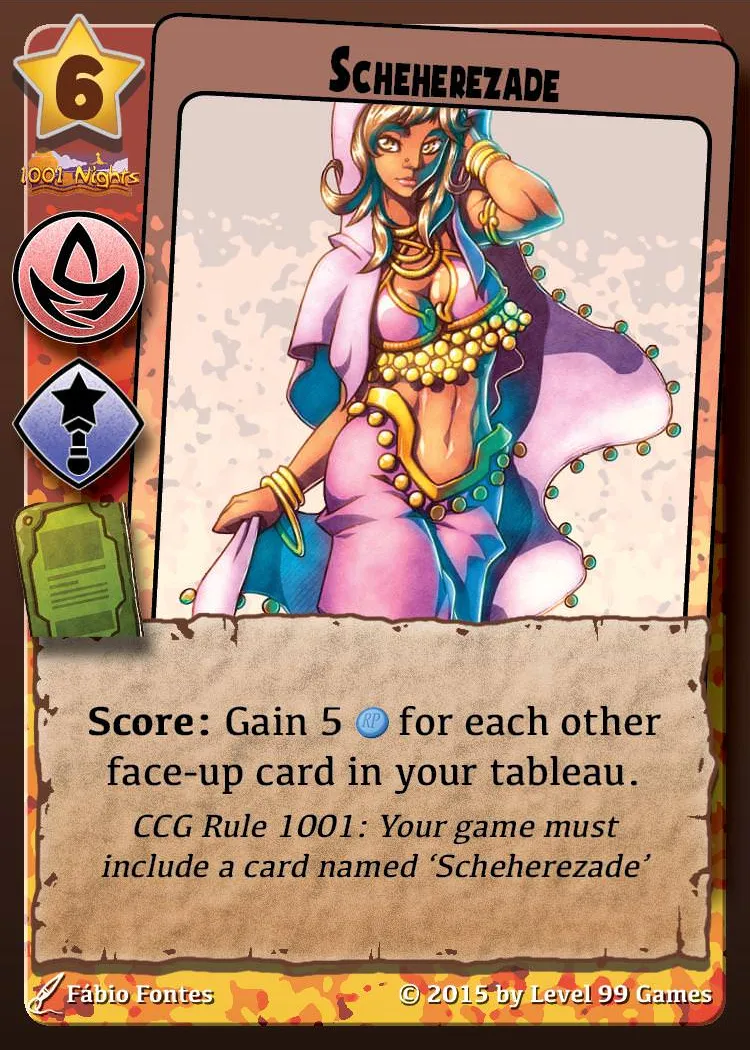 6
SCHEHEREZADE
1001 Nights
Score: Gain 5 RP for each other
face-up card in your tableau.
CCG Rule 1001: Your game must
include a card named ‘Scheherezade’
Fábio Fontes
© 2015 by Level 99 Games